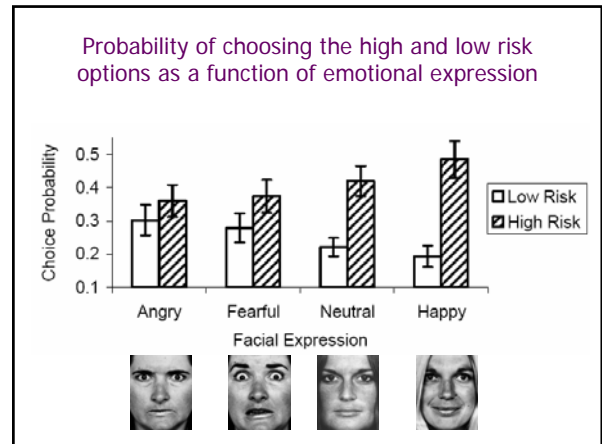 Probability of choosing the high and low risk
options as a function of emotional expression
Choice Probability
0.5
0.4
0.3
0.2
0.1
Low Risk
High Risk
Angry Fearful Neutral Happy
Facial Expression